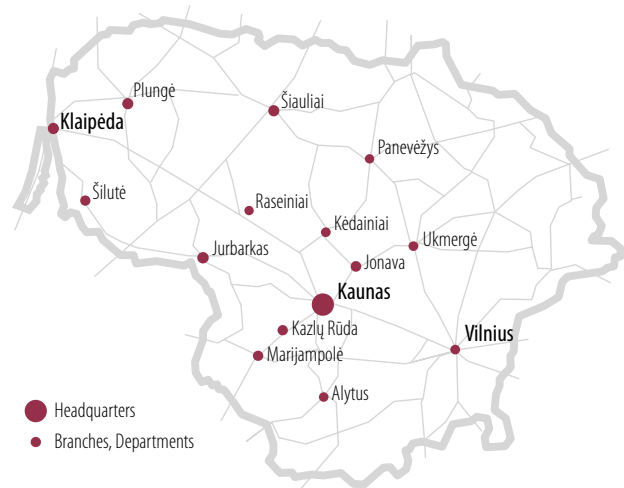 Plungė
Šiauliai
Klaipėda
Panevėžys
Šilutė
Raseiniai
Kėdainiai
Ukmergė
Jurbarkas
Jonava
Kaunas
Kazlų Rūda
Vilnius
Marijampolė
Alytus
Headquarters
Branches, Departments